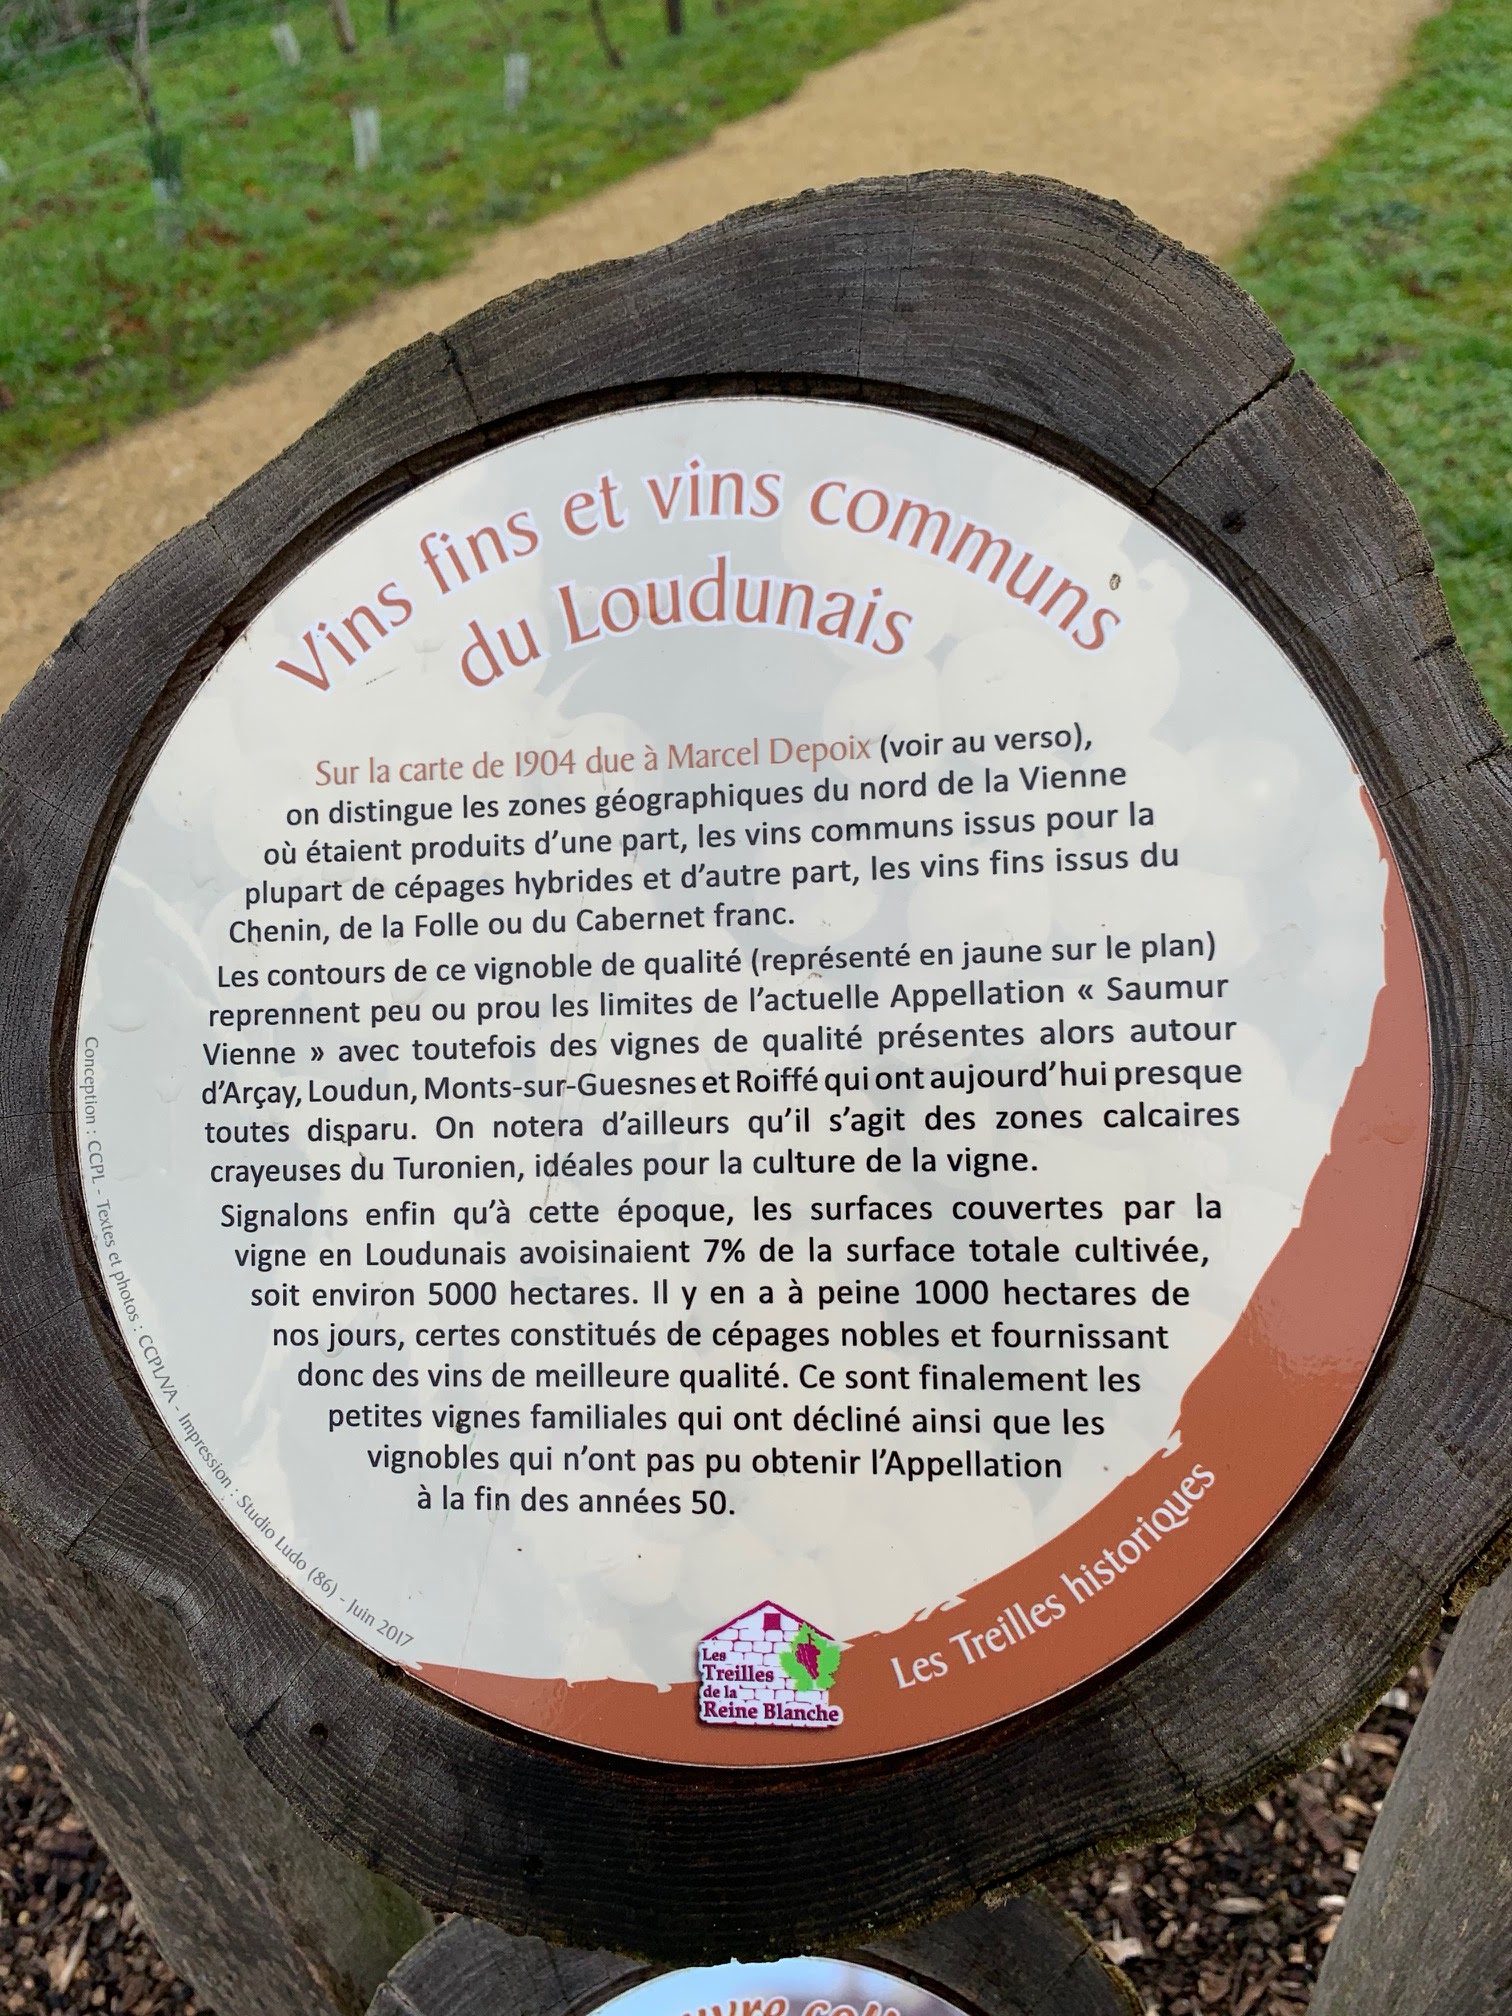 Vins fins et vins communs
du Loudunais
Sur la carte de 1904 due à Marcel Depoix (voir au verso),
on distingue les zones géographiques du nord de la Vienne
où étaient produits d'une part, les vins communs issus pour la
plupart de cépages hybrides et d'autre part, les vins fins issus du
Chenin, de la Folle ou du Cabernet franc.
Les contours de ce vignoble de qualité (représenté en jaune sur le plan)
reprennent peu ou prou les limites de l'actuelle Appellation « Saumur
Vienne » avec toutefois des vignes de qualité présentes alors autour
d'Arçay, Loudun, Monts-sur-Guesnes et Roiffé qui ont aujourd'hui presque
toutes disparu. On notera d'ailleurs qu'il s'agit des zones calcaires
crayeuses du Turonien, idéales pour la culture de la vigne.
Signalons enfin qu'à cette époque, les surfaces couvertes par la
vigne en Loudunais avoisinaient 7% de la surface totale cultivée,
soit environ 5000 hectares. Il y en a à peine 1000 hectares de
nos jours, certes constitués de cépages nobles et fournissant
donc des vins de meilleure qualité. Ce sont finalement les
petites vignes familiales qui ont décliné ainsi que les
vignobles qui n'ont pas pu obtenir l'Appellation
à la fin des années 50.
Conception : CCPL - Textes et photos : CCPL/VA - Impression : Studio Ludo (86) - Juin 2017
Les
Treilles
de la
Reine Blanche
Les Treilles historiques